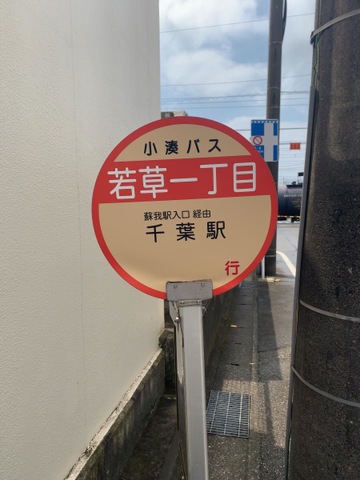 小湊バス
若草一丁目
蘇我駅入口 経由
千葉駅
行